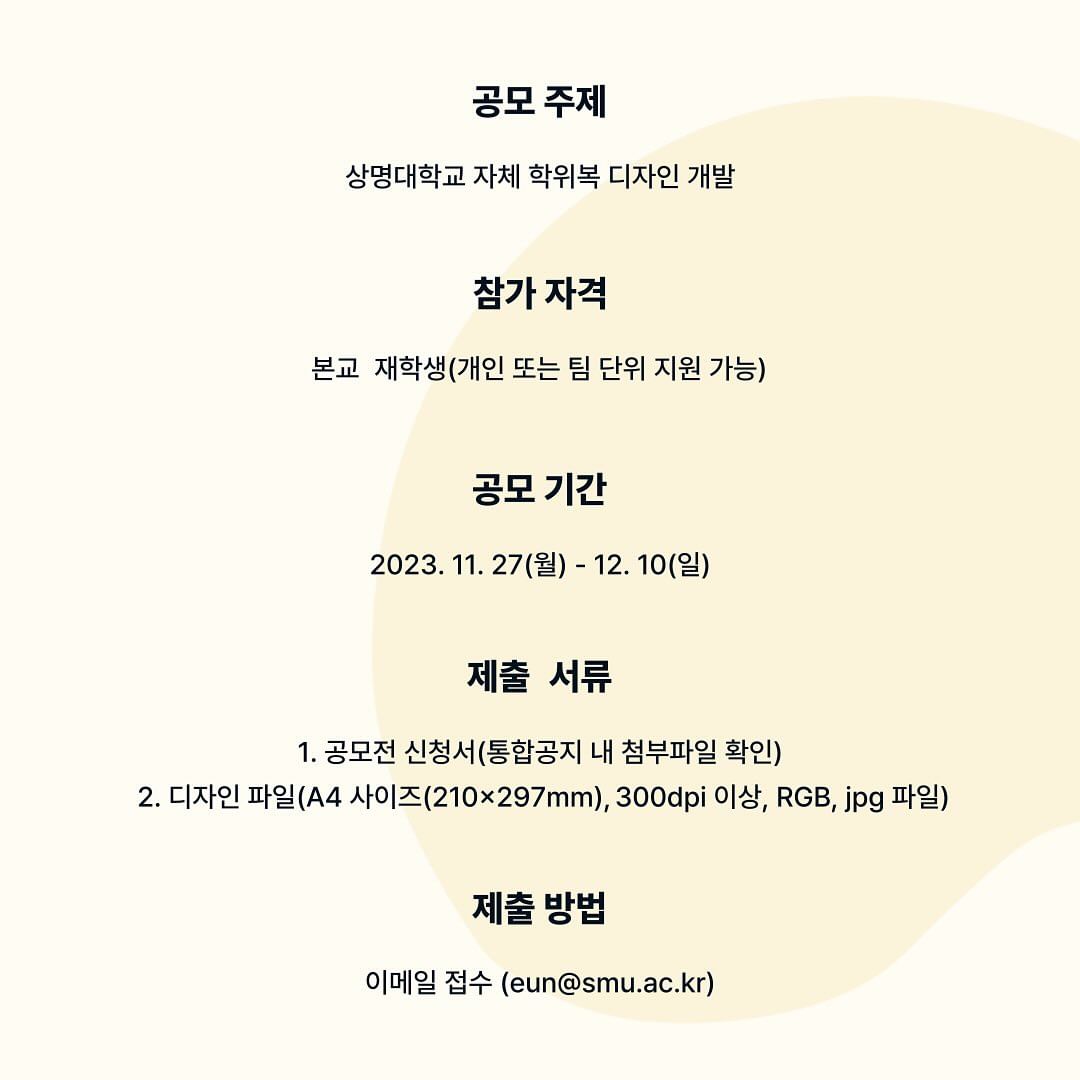 공모 주제
상명대학교 자체 학위복 디자인 개발
참가 자격
본교 재학생(개인 또는 팀 단위 지원 가능)
공모 기간
2023. 11. 27(월) - 12. 10(일)
제출 서류
1. 공모전 신청서(통합공지 내 첨부파일 확인)
2. 디자인 파일(A4 사이즈(210×297mm), 300dpi 이상, RGB, jpg 파일)
제출 방법
이메일 접수 (eun@smu.ac.kr)